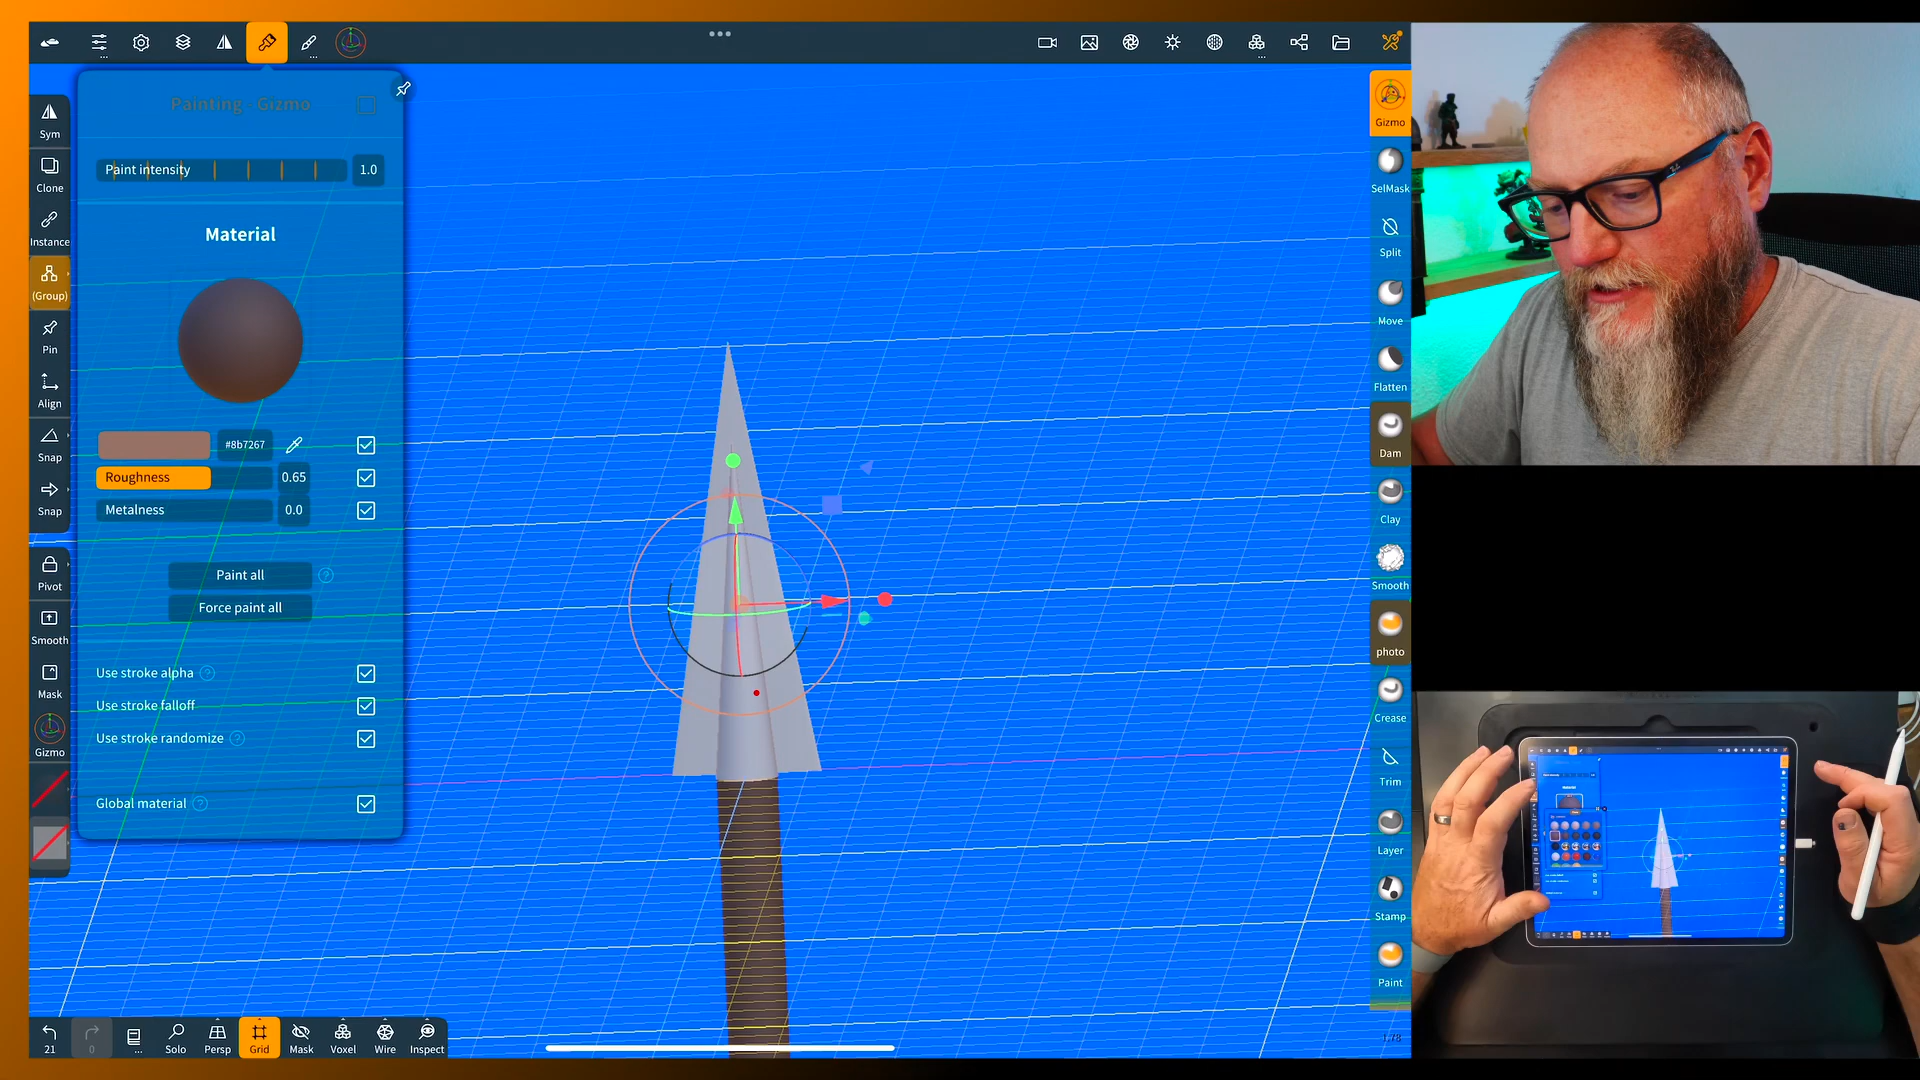 Painting - Gizmo
Paint intensity 1.0
Material
#8b7267
Roughness 0.65
Metalness 0.0
Paint all
Force paint all
Use stroke alpha
Use stroke falloff
Use stroke randomize
Global material
Sym
Clone
Instance
(Group)
Pin
Align
Snap
Snap
Pivot
Smooth
Mask
Gizmo
21
0
...
Solo
Persp
Grid
Mask
Voxel
Wire
Inspect
Gizmo
SelMask
Split
Move
Flatten
Dam
Clay
Smooth
photo
Crease
Trim
Layer
Stamp
Paint
1.78